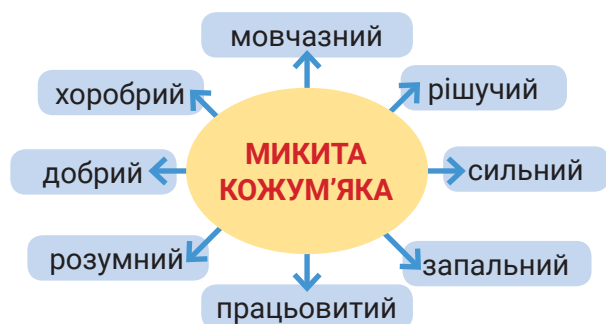 мовчазний
хоробрий
рішучий
МИКИТА
КОЖУМ'ЯКА
добрий
сильний
розумний
запальний
працьовитий